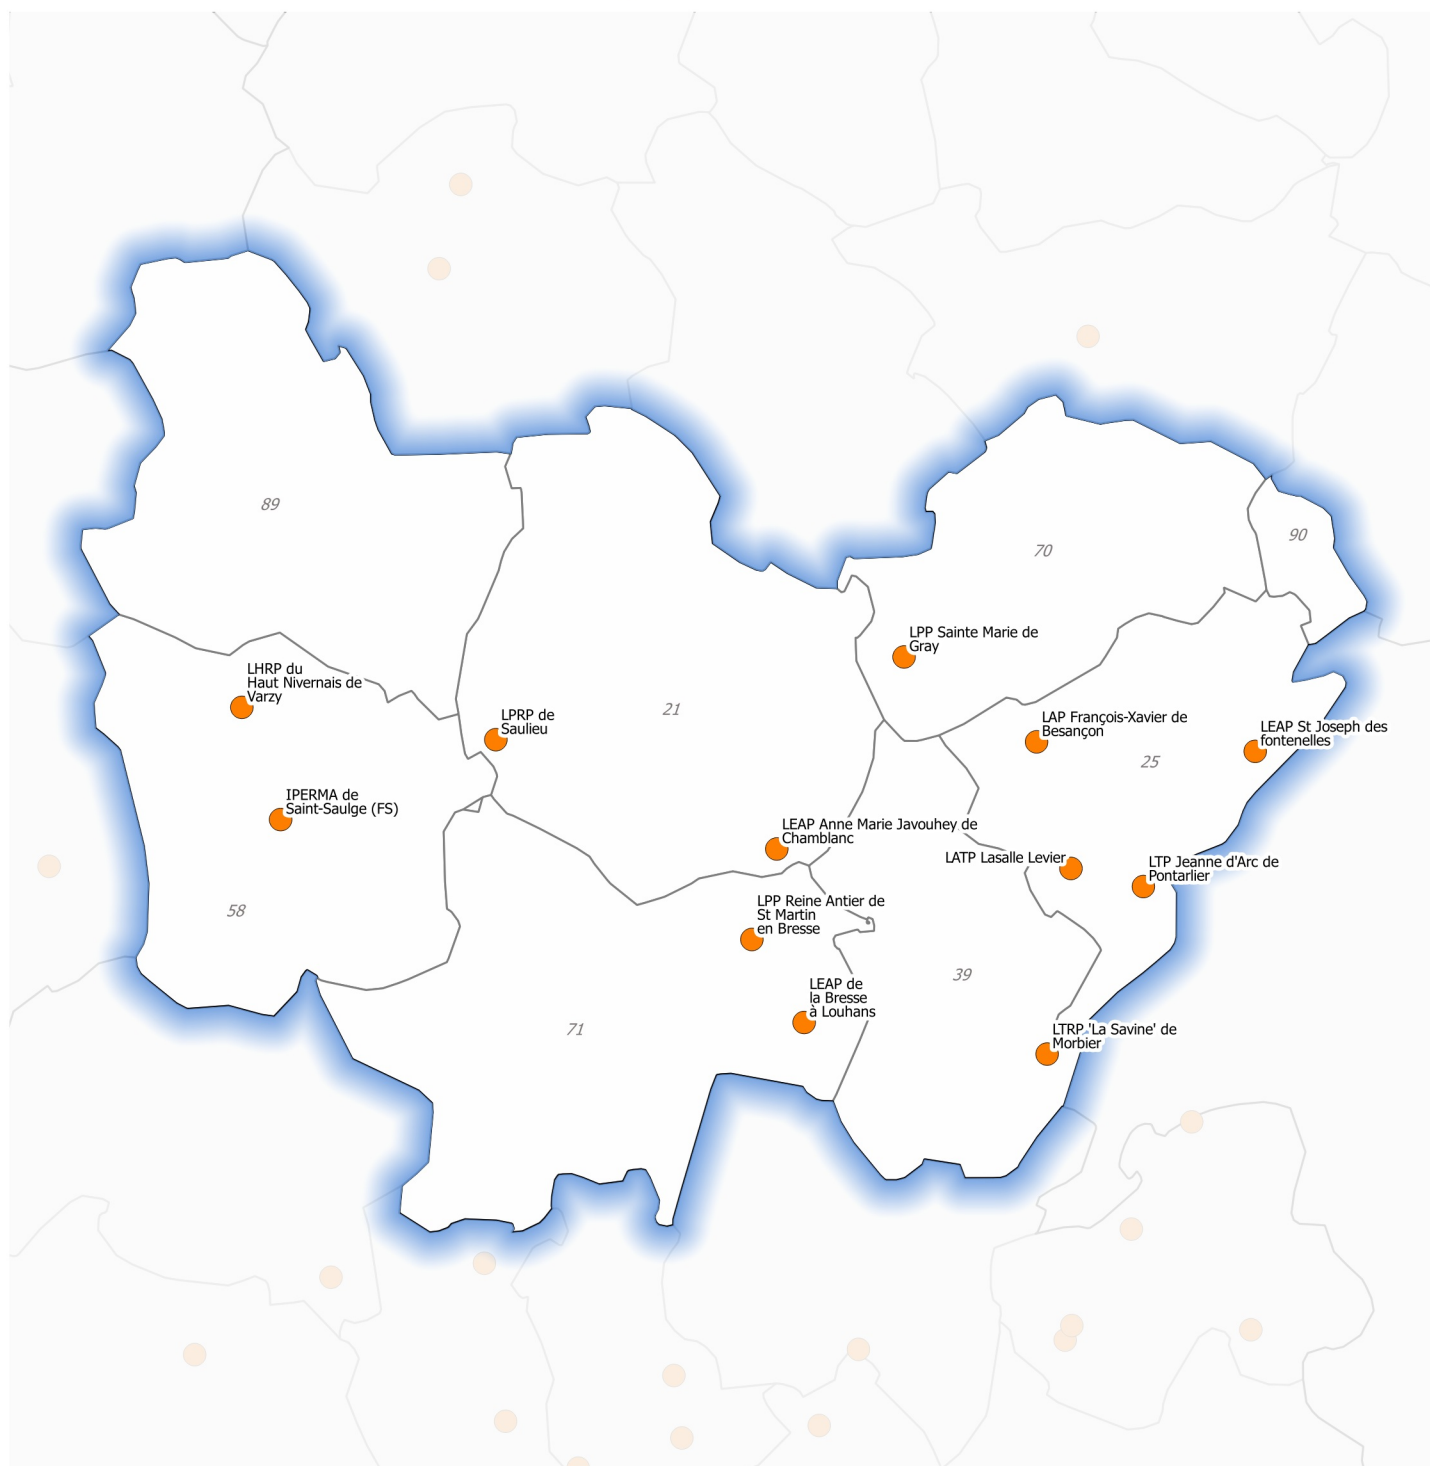 89
90
70
LPP Sainte Marie de
Gray
LHRP du
Haut Nivernais de
Varzy
21
LPRP de
Saulieu
LAP François-Xavier de
Besançon
LEAP St Joseph des
fontenelles
25
IPERMA de
Saint-Saulge (FS)
LEAP Anne Marie Javouhey de
Chamblanc
LATP Lasalle Levier
LTP Jeanne d'Arc de
Pontarlier
58
LPP Reine Antier de
St Martin
en Bresse
39
LEAP de
la Bresse
à Louhans
71
LTRP 'La Savine' de
Morbier